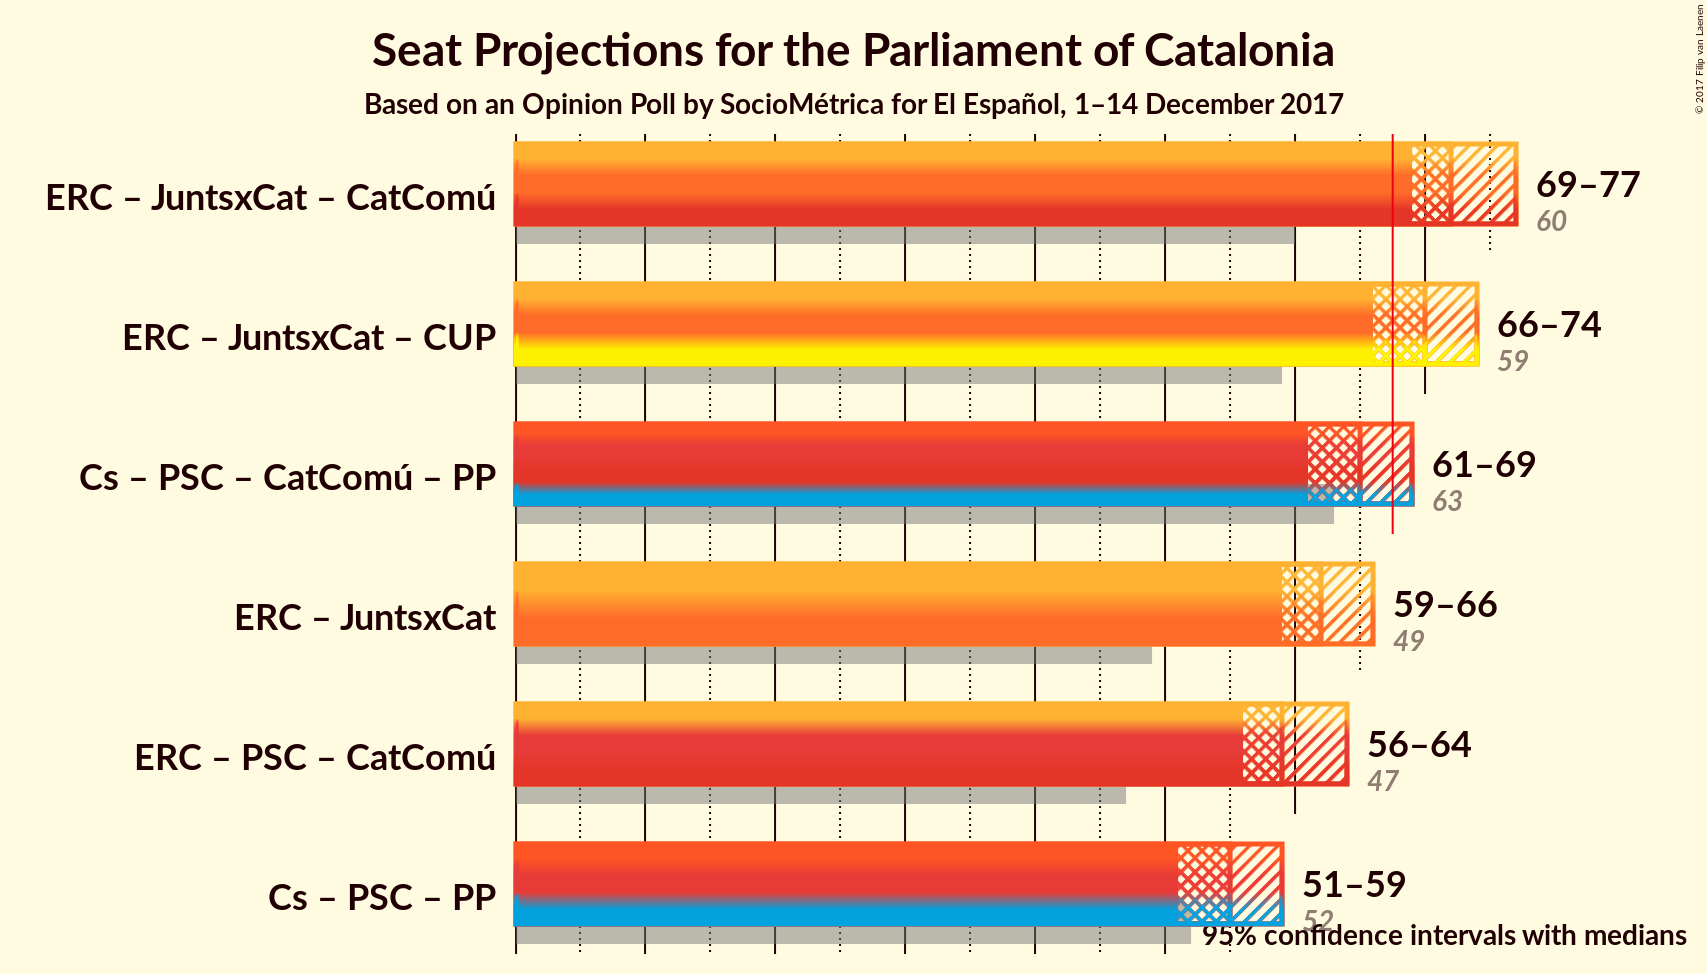 Seat Projections for the Parliament of Catalonia
Based on an Opinion Poll by SocioMétrica for El Español, 1–14 December 2017
© 2017 Filip van Laenen
ERC – JuntsxCat – CatComú
69–77
60
ERC – JuntsxCat – CUP
66–74
59
Cs – PSC – CatComú – PP
61–69
63
ERC – JuntsxCat
59–66
49
ERC – PSC – CatComú
56–64
47
Cs – PSC – PP
51–59
52
95% confidence intervals with medians